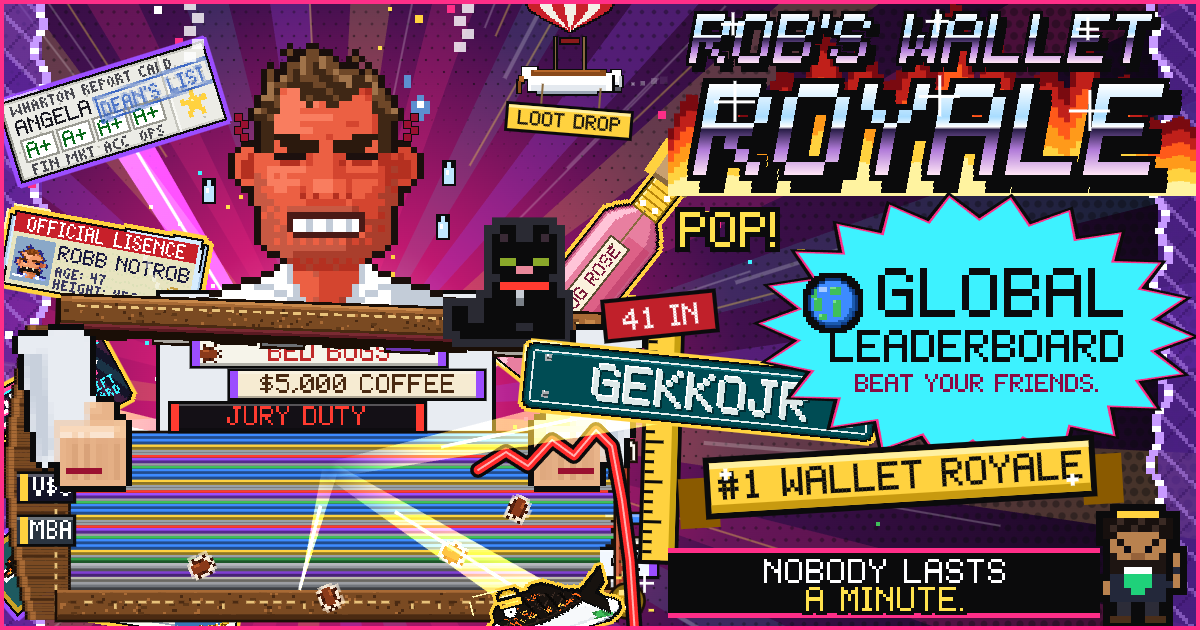 ROB'S WALLET
ROYALE
WHARTON REPORT CARD
ANGELA DEAN'S LIST
A+ A+ A+ A+
FIN MKT ACC OPS
LOOT DROP
OFFICIAL LISENCE
ROBB NOTROB
AGE: 47
HEIGHT:
ROSE
POP!
GLOBAL
LEADERBOARD
BEAT YOUR FRIENDS.
41 IN
BED BUGS
$5,000 COFFEE
JURY DUTY
GEKKOJR
MBA
#1 WALLET ROYALE
NOBODY LASTS
A MINUTE.